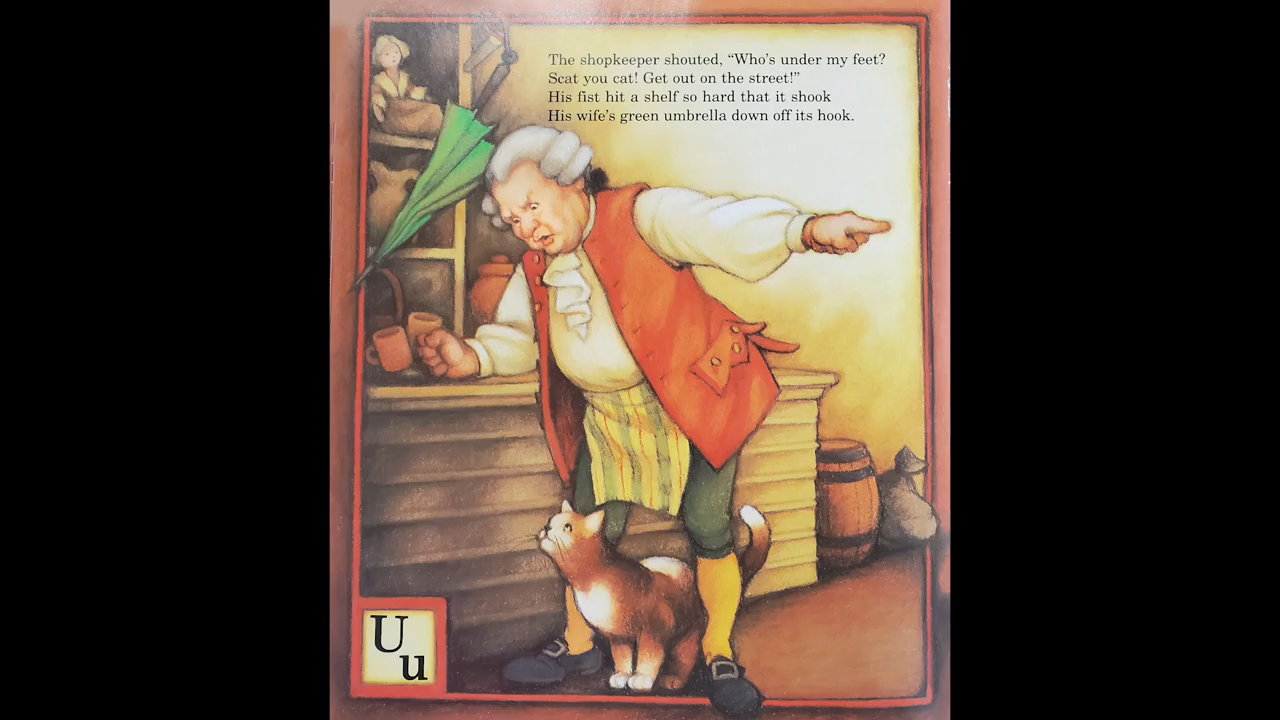 The shopkeeper shouted, “Who’s under my feet?
Scat you cat! Get out on the street!”
His fist hit a shelf so hard that it shook
His wife’s green umbrella down off its hook.
U
u